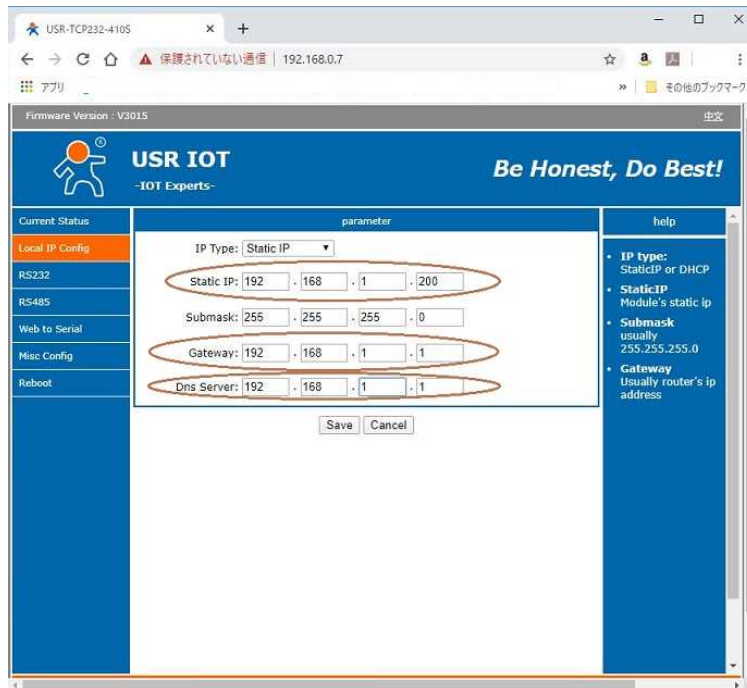 USR-TCP232-410S
保護されていない通信 | 192.168.0.7
アプリ
» その他のブックマーク
Firmware Version : V3015
中文
USR IOT
-IOT Experts-
Be Honest, Do Best!
Current Status
Local IP Config
RS232
RS485
Web to Serial
Misc Config
Reboot
parameter
IP Type: Static IP
Static IP: 192 . 168 . 1 . 200
Submask: 255 . 255 . 255 . 0
Gateway: 192 . 168 . 1 . 1
Dns Server: 192 . 168 . 1 . 1
Save Cancel
help
• IP type:
StaticIP or DHCP
• StaticIP
Module's static ip
• Submask
usually
255.255.255.0
• Gateway
Usually router's ip
address